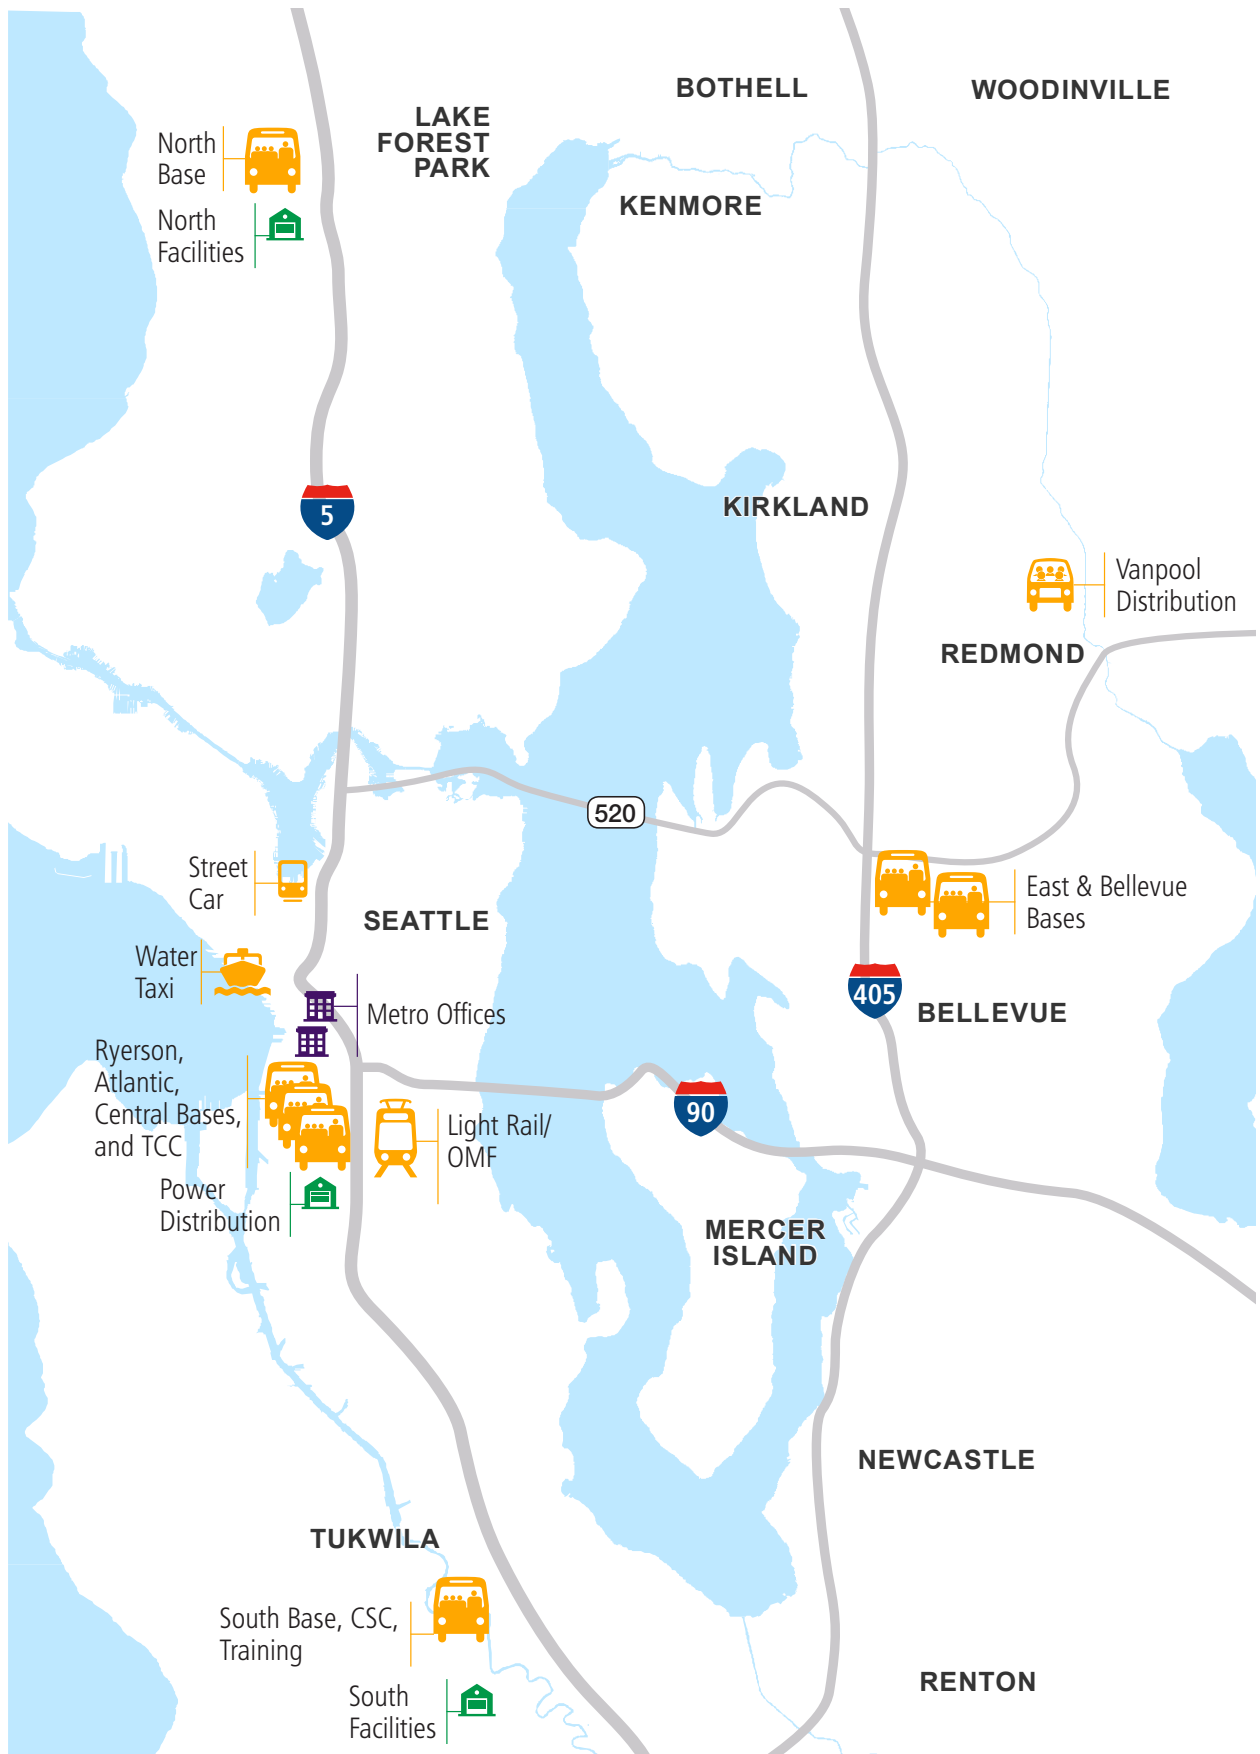 BOTHELL
WOODINVILLE
LAKE
FOREST
PARK
North
Base
KENMORE
North
Facilities
5
KIRKLAND
Vanpool
Distribution
REDMOND
520
Street
Car
East & Bellevue
Bases
SEATTLE
Water
Taxi
405
Metro Offices
BELLEVUE
Ryerson,
Atlantic,
Central Bases,
and TCC
90
Light Rail/
OMF
Power
Distribution
MERCER
ISLAND
NEWCASTLE
TUKWILA
South Base, CSC,
Training
RENTON
South
Facilities